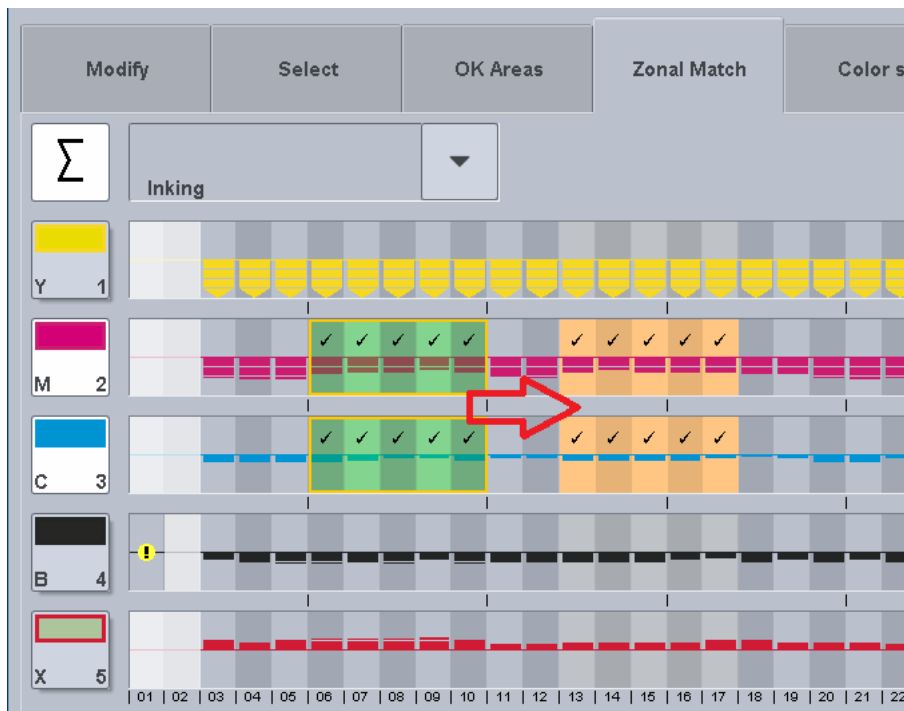 Modify Select OK Areas Zonal Match Color s
Σ
Inking
Y 1
M 2
✓ ✓ ✓ ✓ ✓ ✓ ✓ ✓ ✓ ✓
C 3
✓ ✓ ✓ ✓ ✓ ✓ ✓ ✓ ✓ ✓
B 4 !
X 5
01 | 02 | 03 | 04 | 05 | 06 | 07 | 08 | 09 | 10 | 11 | 12 | 13 | 14 | 15 | 16 | 17 | 18 | 19 | 20 | 21 | 22